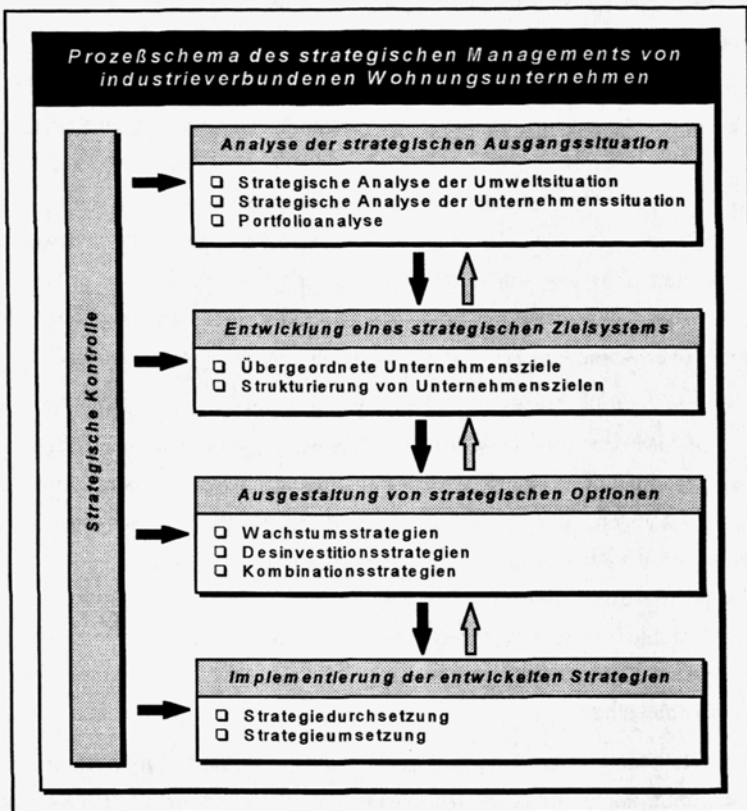 Prozeßschema des strategischen Managements von
industrieverbundenen Wohnungsunternehmen
Strategische Kontrolle
Analyse der strategischen Ausgangssituation
❏ Strategische Analyse der Umweltsituation
❏ Strategische Analyse der Unternehmenssituation
❏ Portfolioanalyse
Entwicklung eines strategischen Zielsystems
❏ Übergeordnete Unternehmensziele
❏ Strukturierung von Unternehmenszielen
Ausgestaltung von strategischen Optionen
❏ Wachstumsstrategien
❏ Desinvestitionsstrategien
❏ Kombinationsstrategien
Implementierung der entwickelten Strategien
❏ Strategiedurchsetzung
❏ Strategieumsetzung